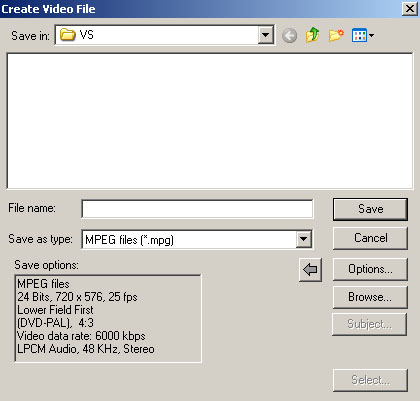 Create Video File
Save in: VS
File name:
Save
Save as type: MPEG files (*.mpg)
Cancel
Save options:
Options...
MPEG files
24 Bits, 720 x 576, 25 fps
Lower Field First
(DVD-PAL), 4:3
Video data rate: 6000 kbps
LPCM Audio, 48 KHz, Stereo
Browse...
Subject...
Select...